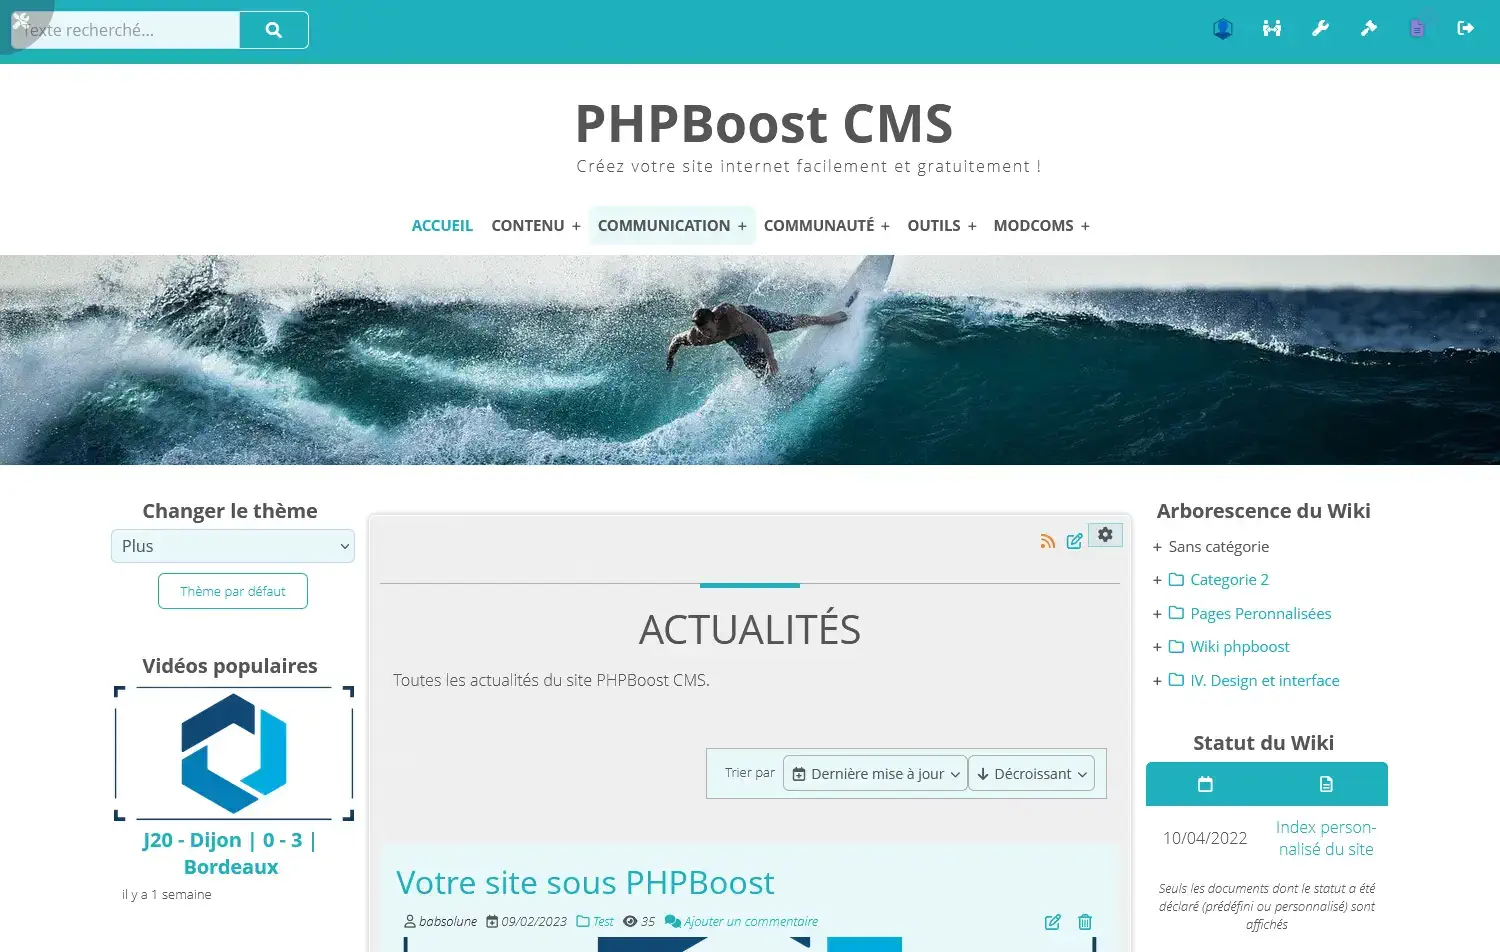 Texte recherché...
PHPBoost CMS
Créez votre site internet facilement et gratuitement !
ACCUEIL CONTENU + COMMUNICATION + COMMUNAUTÉ + OUTILS + MODCOMS +
Changer le thème
Plus
Thème par défaut
Vidéos populaires
J20 - Dijon | 0 - 3 |
Bordeaux
il y a 1 semaine
ACTUALITÉS
Toutes les actualités du site PHPBoost CMS.
Trier par Dernière mise à jour Décroissant
Votre site sous PHPBoost
babsolune 09/02/2023 Test 35 Ajouter un commentaire
Arborescence du Wiki
+ Sans catégorie
+ Categorie 2
+ Pages Peronnalisées
+ Wiki phpboost
+ IV. Design et interface
Statut du Wiki
10/04/2022
Index person-
nalisé du site
Seuls les documents dont le statut a été
déclaré (prédéfini ou personnalisé) sont
affichés